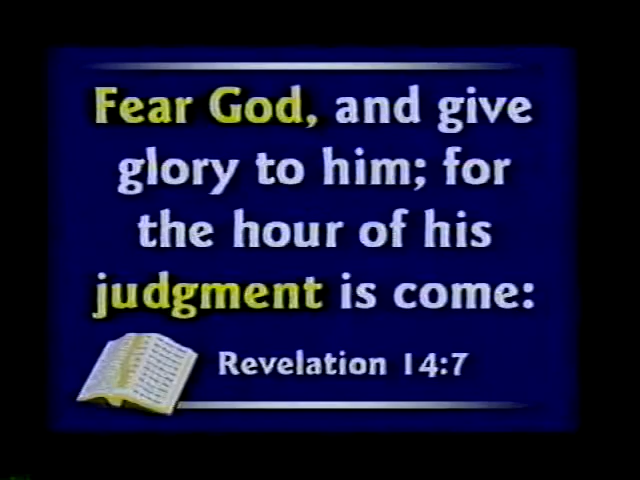 Fear God, and give
glory to him; for
the hour of his
judgment is come:
Revelation 14:7